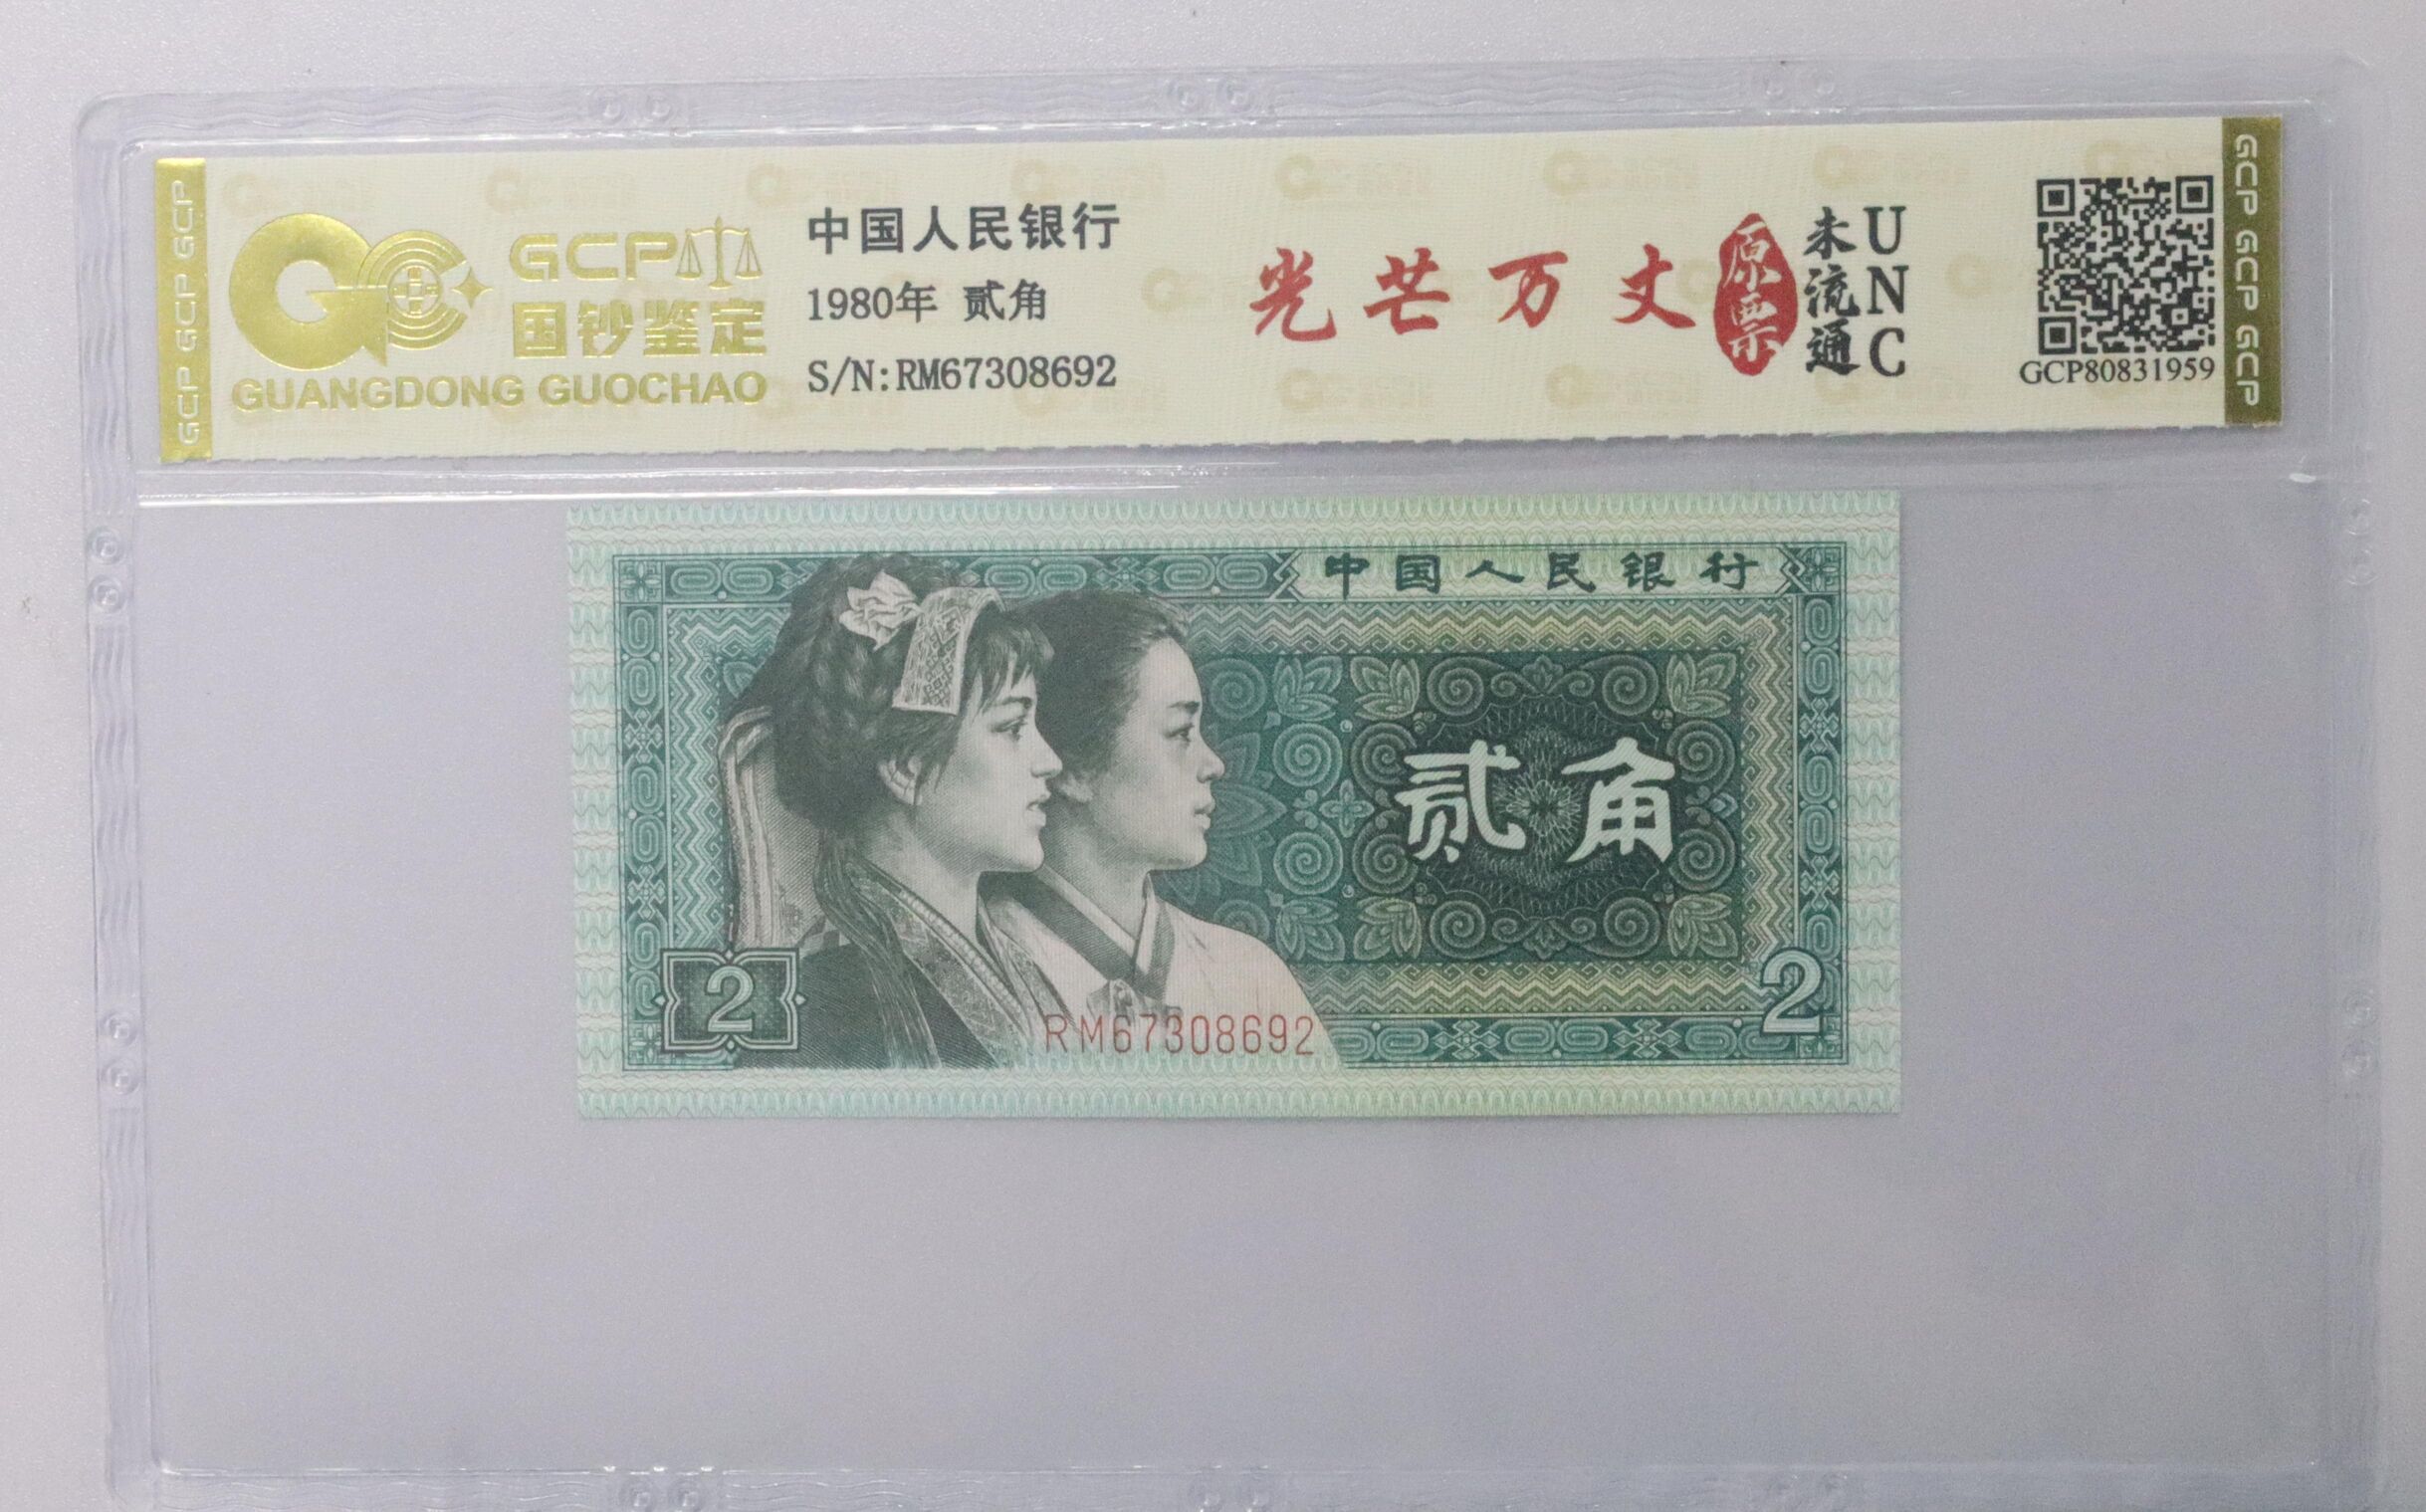 GCP GCP GCP
GCP
国钞鉴定
GUANGDONG GUOCHAO
中国人民银行
1980年 贰角
S/N:RM67308692
光芒万丈
原票
未流通
UNC
GCP80831959
GCP GCP GCP
中国人民银行
贰角
2
2
RM67308692